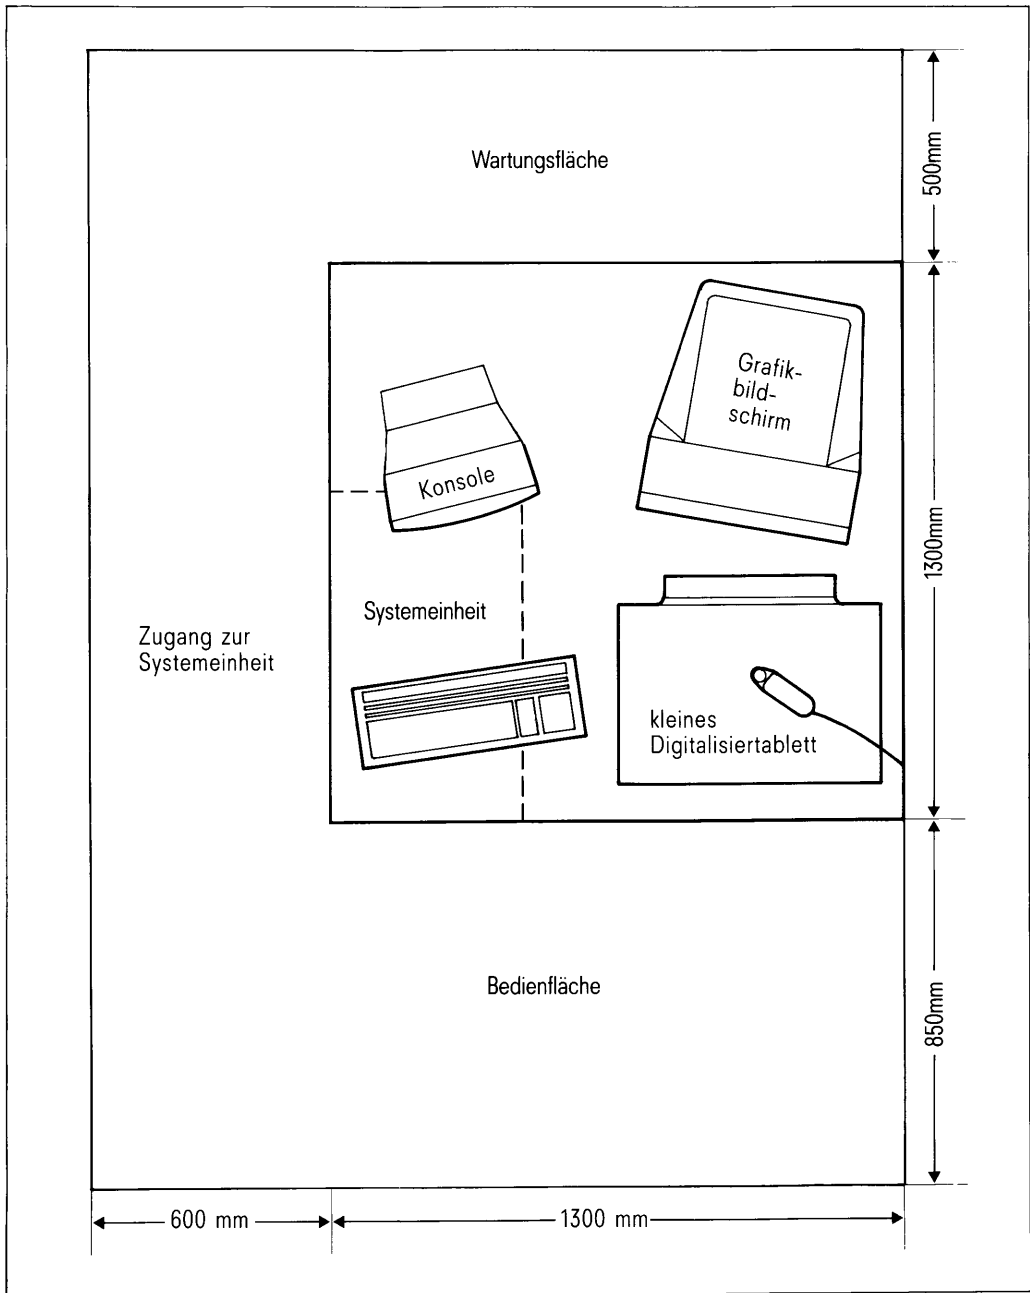 Wartungsfläche
500mm
Grafik-
bild-
schirm
Konsole
1300mm
Systemeinheit
Zugang zur
Systemeinheit
kleines
Digitalisiertablett
Bedienfläche
850mm
600 mm
1300 mm